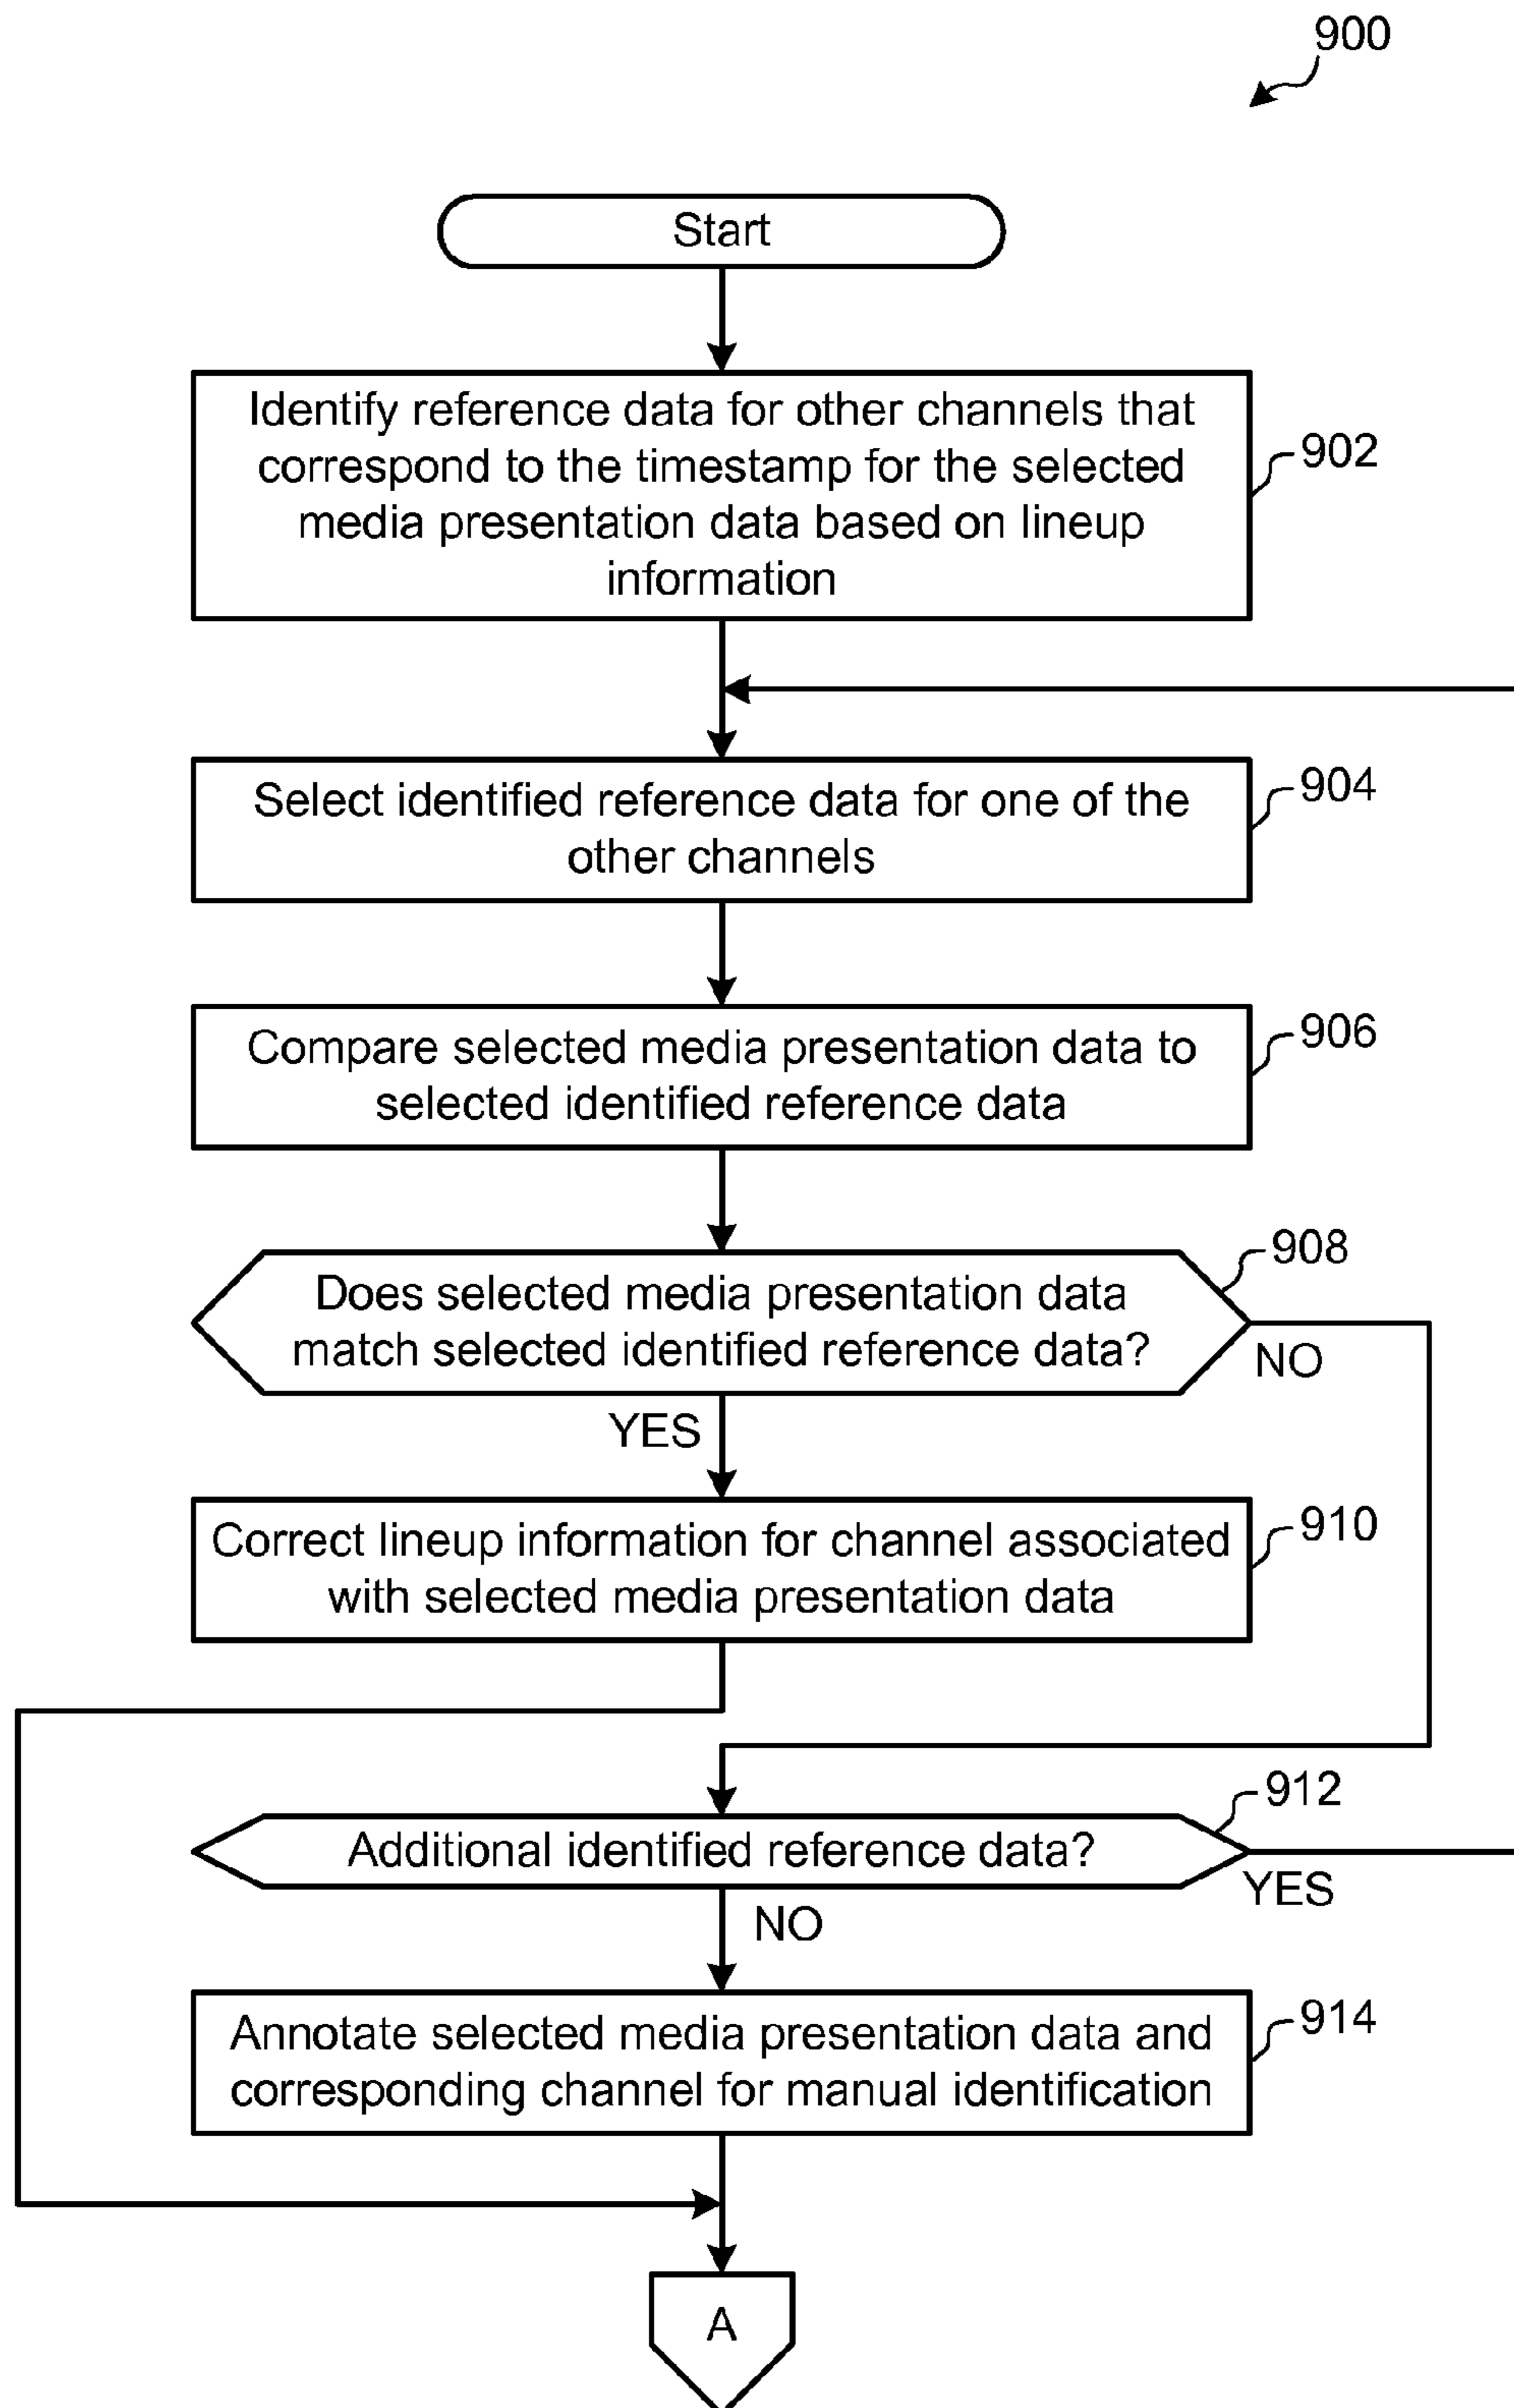 900
Start
Identify reference data for other channels that
correspond to the timestamp for the selected
media presentation data based on lineup
information
902
Select identified reference data for one of the
other channels
904
Compare selected media presentation data to
selected identified reference data
906
Does selected media presentation data
match selected identified reference data?
908
NO
YES
Correct lineup information for channel associated
with selected media presentation data
910
Additional identified reference data?
912
YES
NO
Annotate selected media presentation data and
corresponding channel for manual identification
914
A